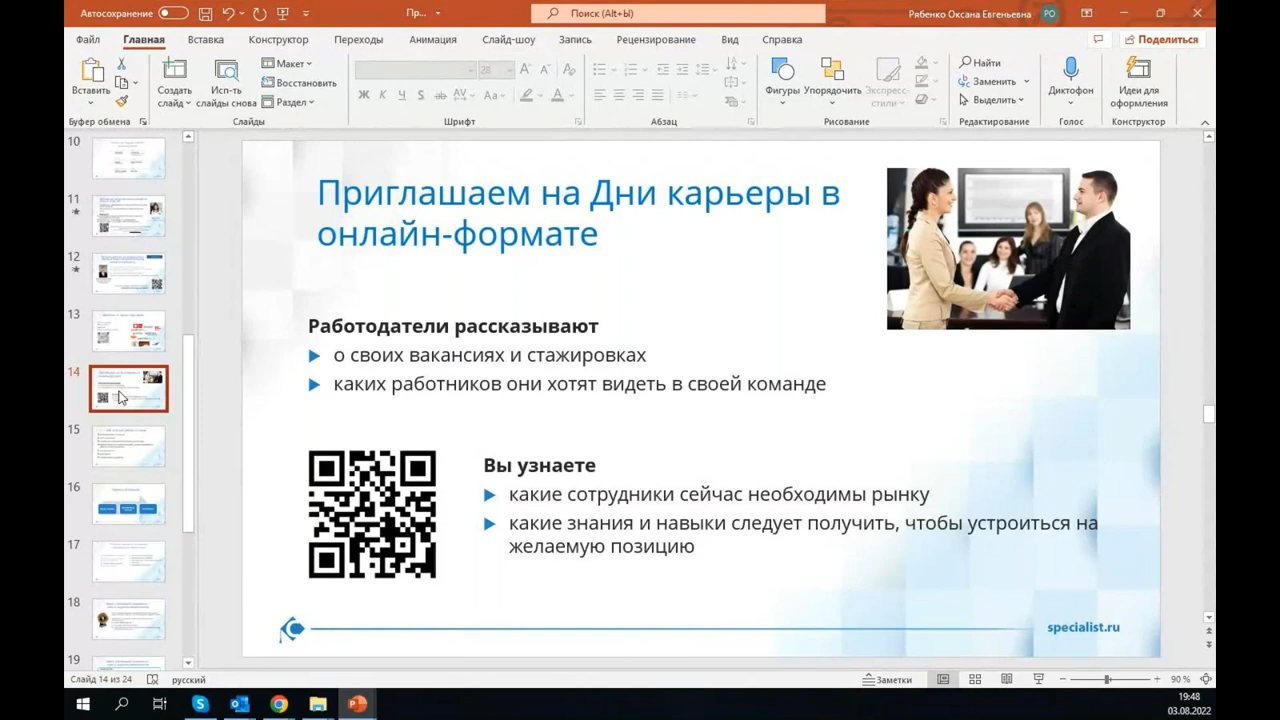 Автосохранение
Пр...
Поиск (Alt+Ы)
Рябенко Оксана Евгеньевна
РО
Файл
Главная
Вставка
Конструктор
Переходы
Анимация
Слайд-шоу
Запись
Рецензирование
Вид
Справка
Поделиться
Вставить
Создать слайд
Исп-ть слайды снова
Макет
Восстановить
Раздел
28
Ж К Ч S ab AV Aa A
Фигуры
Упорядочить
Экспресс-стили
Найти
Заменить
Выделить
Диктофон
Идеи для оформления
Буфер обмена
Слайды
Шрифт
Абзац
Рисование
Редактирование
Голос
Конструктор
10
11
12
13
14
15
16
17
18
19
Приглашаем на Дни карьеры в
онлайн-формате
Работодатели рассказывают
о своих вакансиях и стажировках
каких работников они хотят видеть в своей команде
Вы узнаете
какие сотрудники сейчас необходимы рынку
какие знания и навыки следует получить, чтобы устроиться на
желаемую позицию
specialist.ru
Слайд 14 из 24
русский
Заметки
90 %
19:48
03.08.2022